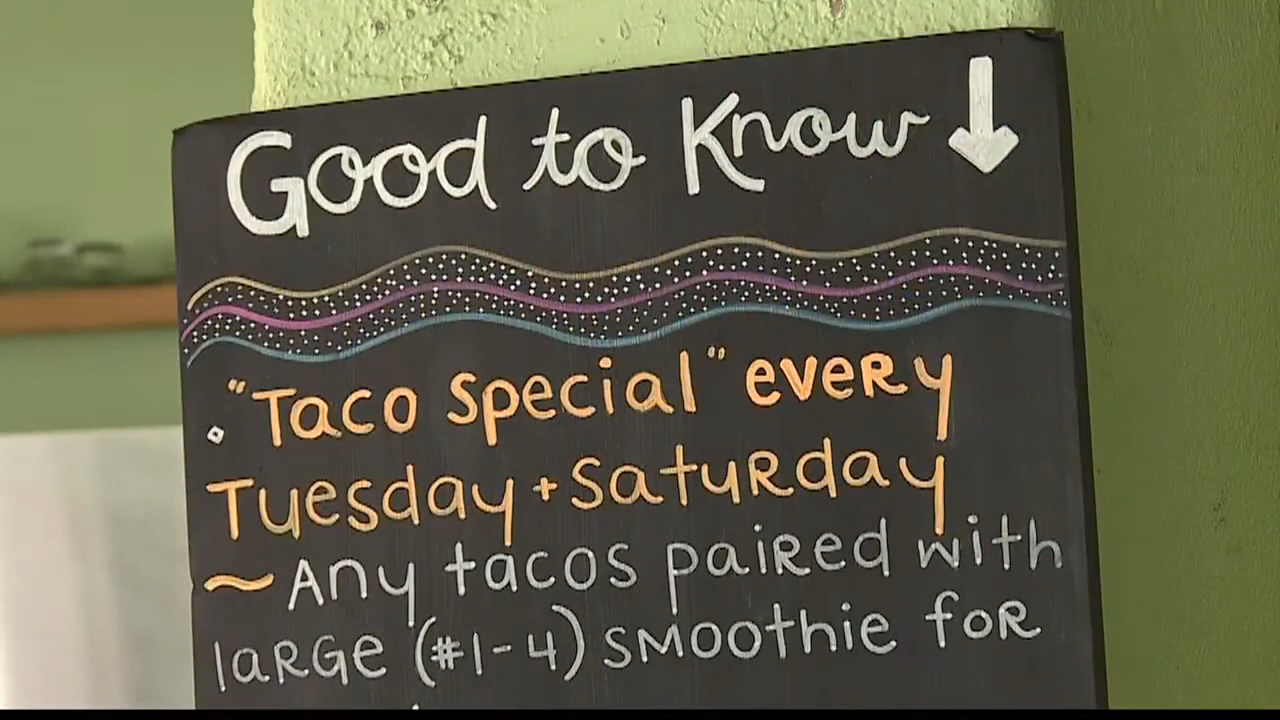 Good to Know ↓
• "Taco Special" every
Tuesday + Saturday
~ Any tacos paired with
large (#1-4) smoothie for